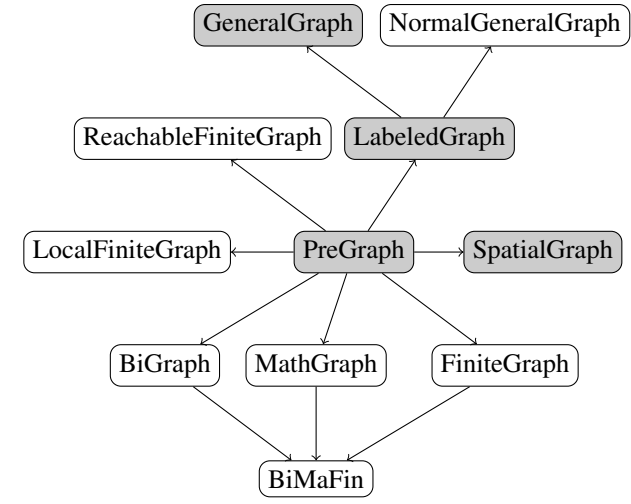 GeneralGraph
NormalGeneralGraph
ReachableFiniteGraph
LabeledGraph
LocalFiniteGraph
PreGraph
SpatialGraph
BiGraph
MathGraph
FiniteGraph
BiMaFin